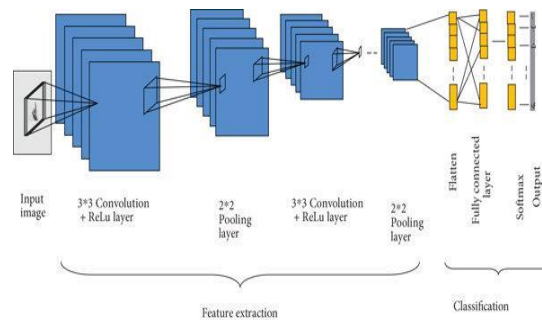 Input
image
3*3 Convolution
+ ReLu layer
2*2
Pooling
layer
3*3 Convolution
+ ReLu layer
2*2
Pooling
layer
Flatten
Fully connected
layer
Softmax
Output
Feature extraction
Classification